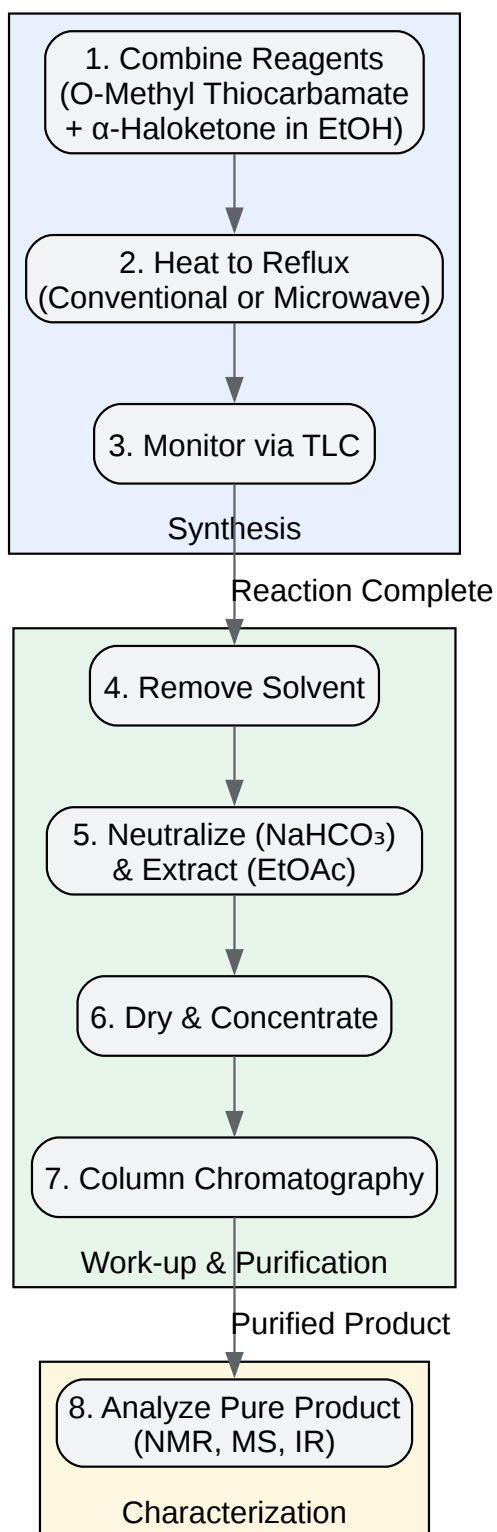 1. Combine Reagents
(O-Methyl Thiocarbamate
+ α-Haloketone in EtOH)
2. Heat to Reflux
(Conventional or Microwave)
3. Monitor via TLC
Synthesis
Reaction Complete
4. Remove Solvent
5. Neutralize (NaHCO₃)
& Extract (EtOAc)
6. Dry & Concentrate
7. Column Chromatography
Work-up & Purification
Purified Product
8. Analyze Pure Product
(NMR, MS, IR)
Characterization